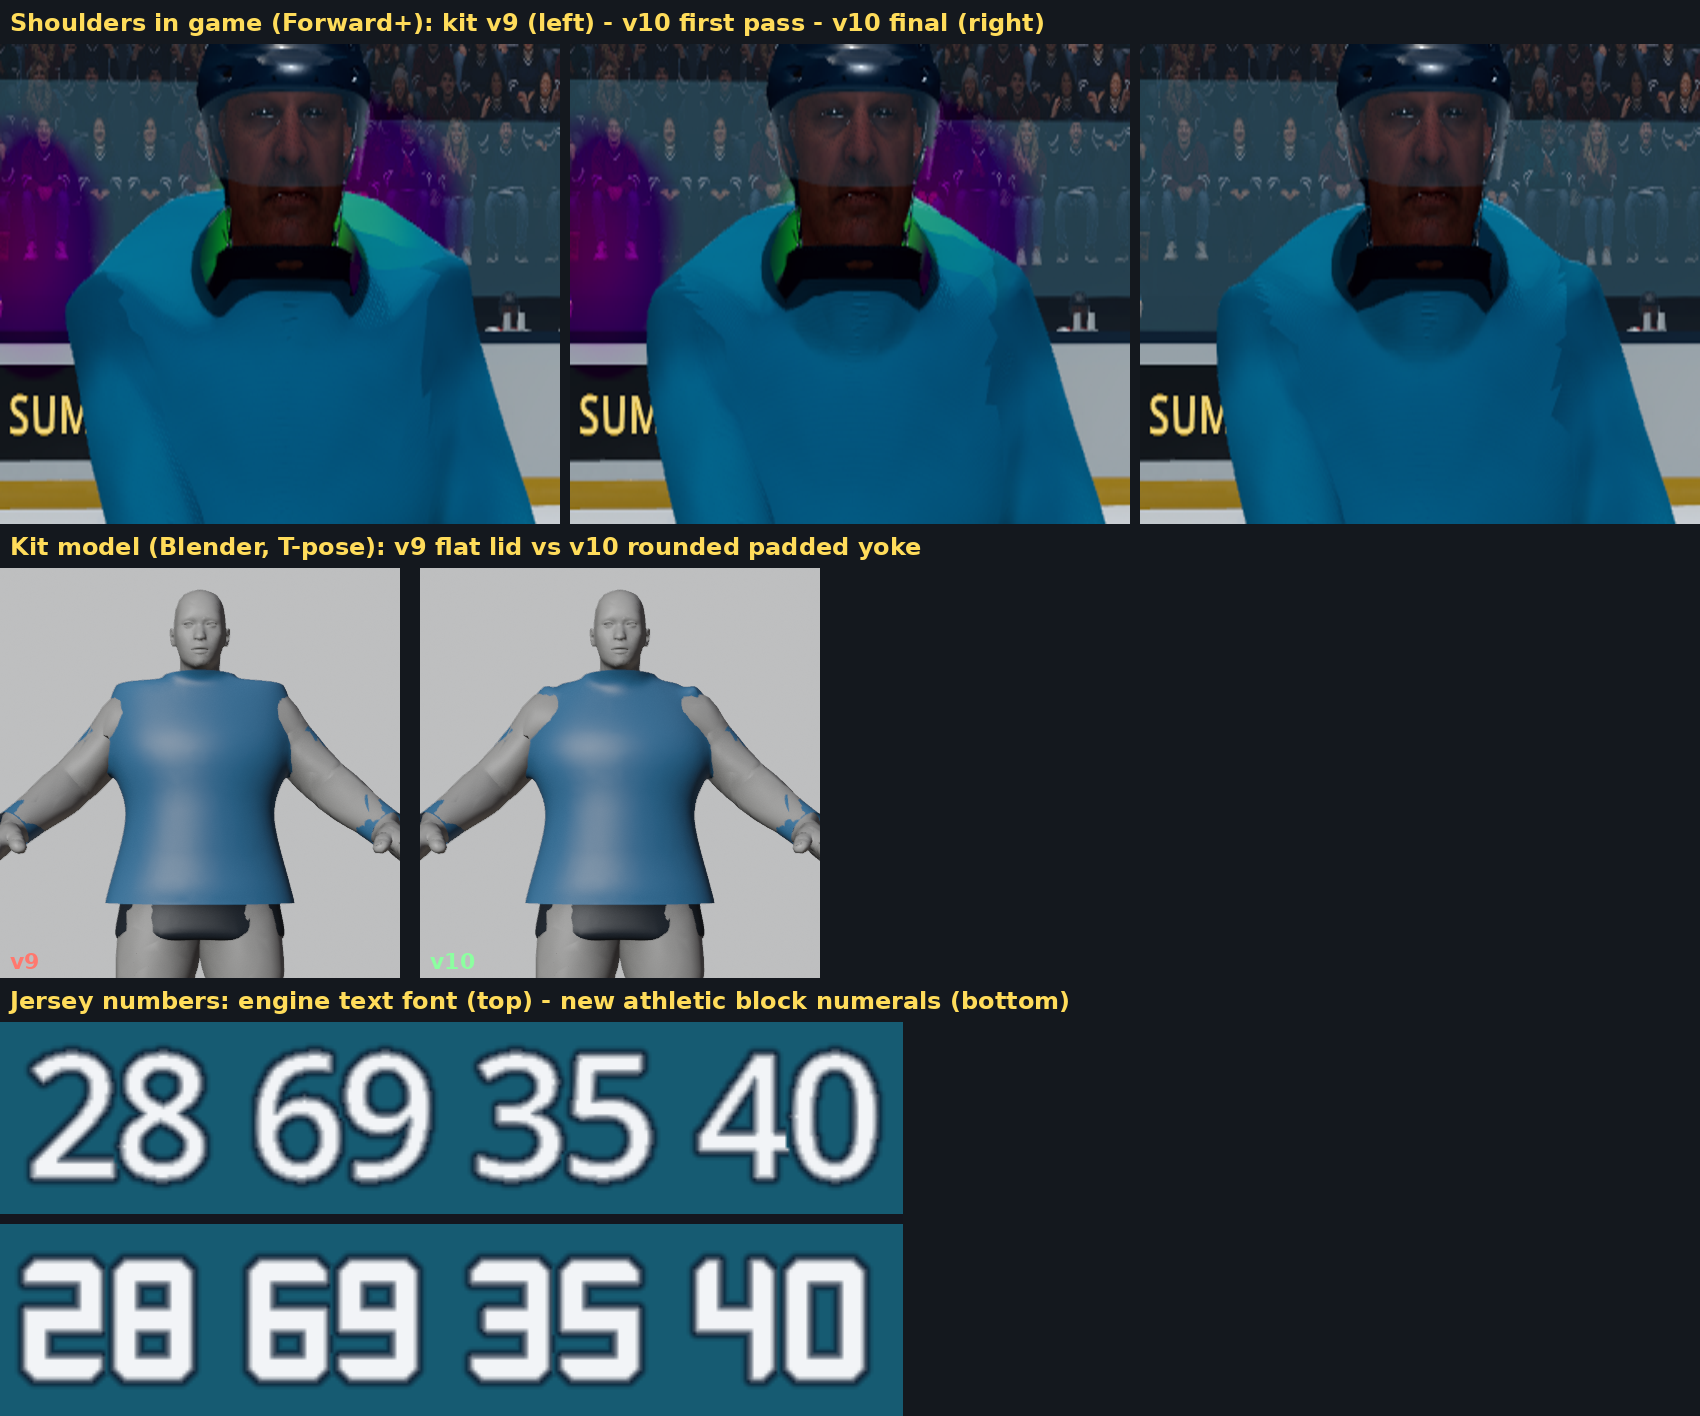 Shoulders in game (Forward+): kit v9 (left) - v10 first pass - v10 final (right)
SUM
SUM
SUM
Kit model (Blender, T-pose): v9 flat lid vs v10 rounded padded yoke
v9
v10
Jersey numbers: engine text font (top) - new athletic block numerals (bottom)
28 69 35 40
28 69 35 40